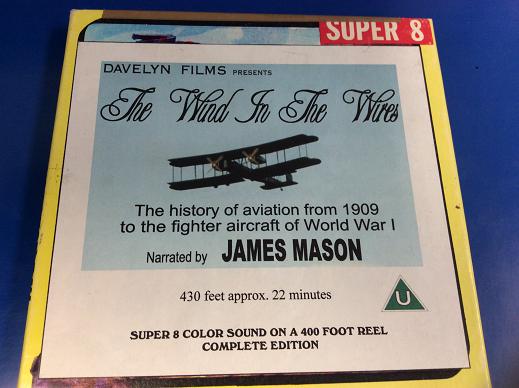 SUPER 8
DAVELYN FILMS PRESENTS
The Wind In The Wires
The history of aviation from 1909
to the fighter aircraft of World War I
Narrated by JAMES MASON
430 feet approx. 22 minutes
U
SUPER 8 COLOR SOUND ON A 400 FOOT REEL
COMPLETE EDITION